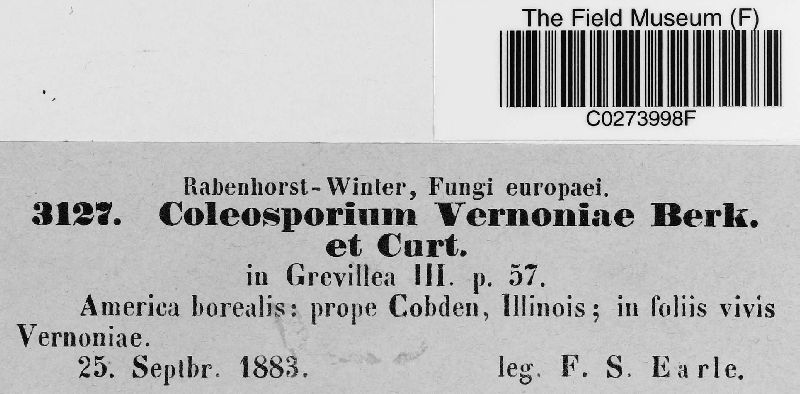 The Field Museum (F)
C0273998F
Rabenhorst-Winter, Fungi europaei.
3127. Coleosporium Vernoniae Berk.
et Curt.
in Grevillea III. p. 57.
America borealis: prope Cobden, Illinois; in foliis vivis
Vernoniae.
25. Septbr. 1883. leg. F. S. Earle.